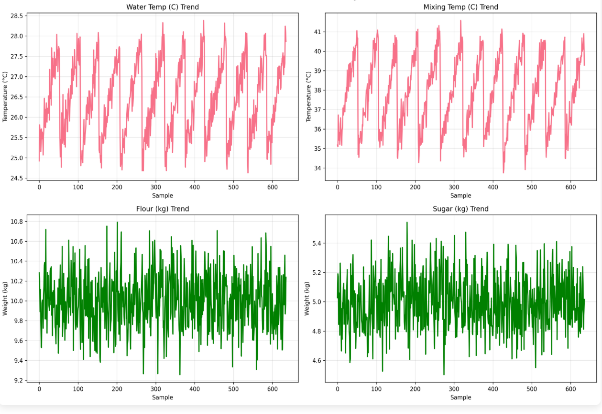 Water Temp (C) Trend
Temperature (°C)
28.5
28.0
27.5
27.0
26.5
26.0
25.5
25.0
24.5
0 100 200 300 400 500 600
Sample
Mixing Temp (C) Trend
Temperature (°C)
41
40
39
38
37
36
35
34
0 100 200 300 400 500 600
Sample
Flour (kg) Trend
Weight (kg)
10.8
10.6
10.4
10.2
10.0
9.8
9.6
9.4
9.2
0 100 200 300 400 500 600
Sample
Sugar (kg) Trend
Weight (kg)
5.4
5.2
5.0
4.8
4.6
0 100 200 300 400 500 600
Sample